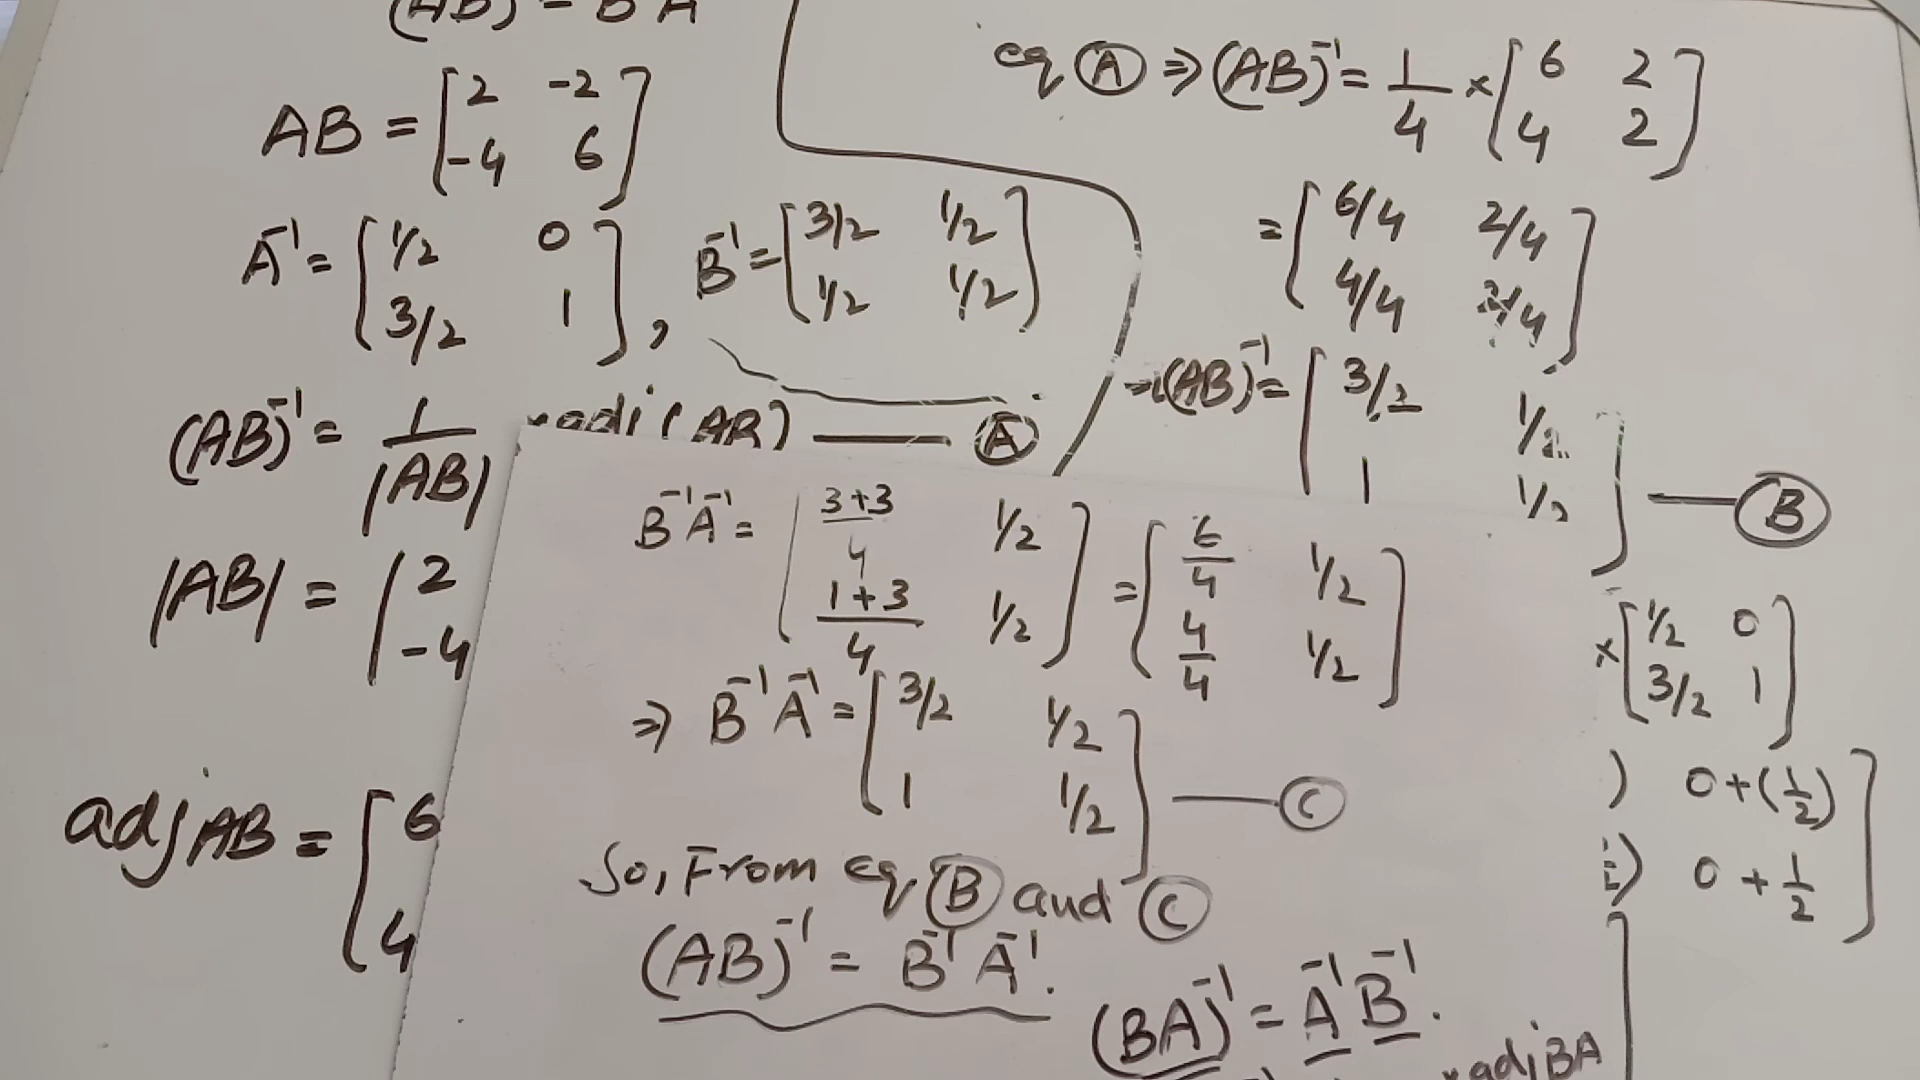 (AB) = B A
AB = [2 -2
-4 6]
A⁻¹ = [1/2 0
3/2 1], B⁻¹ = [3/2 1/2
1/2 1/2]
(AB)⁻¹ = 1/|AB| × adj(AB) —— Ⓐ
|AB| = |2
-4
adj AB = [6
4
eq Ⓐ ⇒ (AB)⁻¹ = 1/4 × [6 2
4 2]
= [6/4 2/4
4/4 2/4]
(AB)⁻¹ = [3/2 1/2
1 1/2] —— Ⓑ
× [1/2 0
3/2 1]
) 0+(1/2)
) 0 + 1/2]
B⁻¹A⁻¹ = [3+3/4 1/2
1+3/4 1/2] = [6/4 1/2
4/4 1/2]
⇒ B⁻¹A⁻¹ = [3/2 1/2
1 1/2] —— Ⓒ
So, From eq Ⓑ and Ⓒ
(AB)⁻¹ = B⁻¹A⁻¹.
(BA)⁻¹ = A⁻¹B⁻¹.
× adj BA